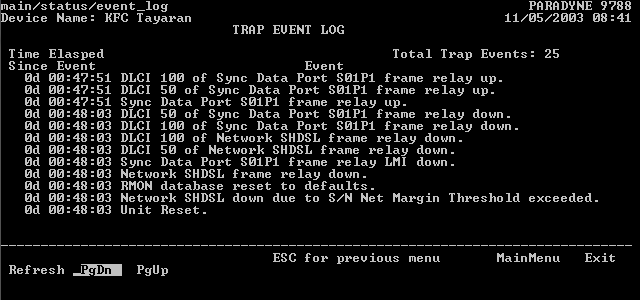 main/status/event_log PARADYNE 9788
Device Name: KFC Tayaran 11/05/2003 08:41
TRAP EVENT LOG
Time Elasped Total Trap Events: 25
Since Event Event
0d 00:47:51 DLCI 100 of Sync Data Port S01P1 frame relay up.
0d 00:47:51 DLCI 50 of Sync Data Port S01P1 frame relay up.
0d 00:47:51 Sync Data Port S01P1 frame relay up.
0d 00:48:03 DLCI 50 of Sync Data Port S01P1 frame relay down.
0d 00:48:03 DLCI 100 of Sync Data Port S01P1 frame relay down.
0d 00:48:03 DLCI 100 of Network SHDSL frame relay down.
0d 00:48:03 DLCI 50 of Network SHDSL frame relay down.
0d 00:48:03 Sync Data Port S01P1 frame relay LMI down.
0d 00:48:03 Network SHDSL frame relay down.
0d 00:48:03 RMON database reset to defaults.
0d 00:48:03 Network SHDSL down due to S/N Net Margin Threshold exceeded.
0d 00:48:03 Unit Reset.
ESC for previous menu MainMenu Exit
Refresh PgDn PgUp